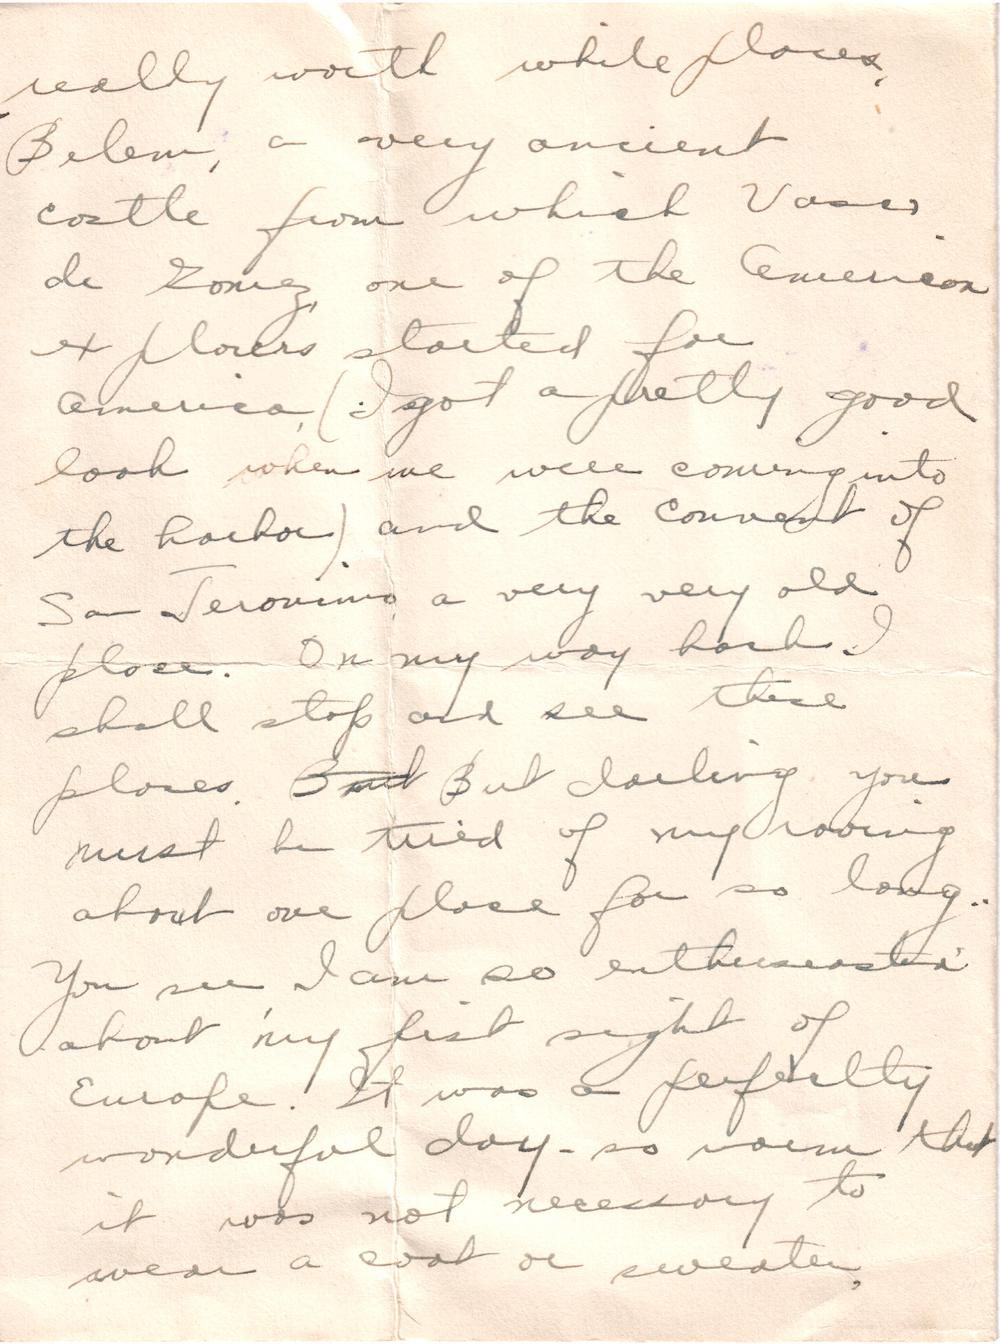 really worth while places,
Belem, a very ancient
castle from which Vasco
de Gomez, one of the American
explorers started for
America, (I got a pretty good
look when we were coming into
the harbor) and the Convent of
San Jeronimo, a very very old
place. On my way back I
shall stop and see these
places. But But darling you
must be tired of my roving
about one place for so long..
You see I am so enthusiastic
about my first sight of
Europe. It was a perfectly
wonderful day - so warm that
it was not necessary to
wear a coat or sweater,